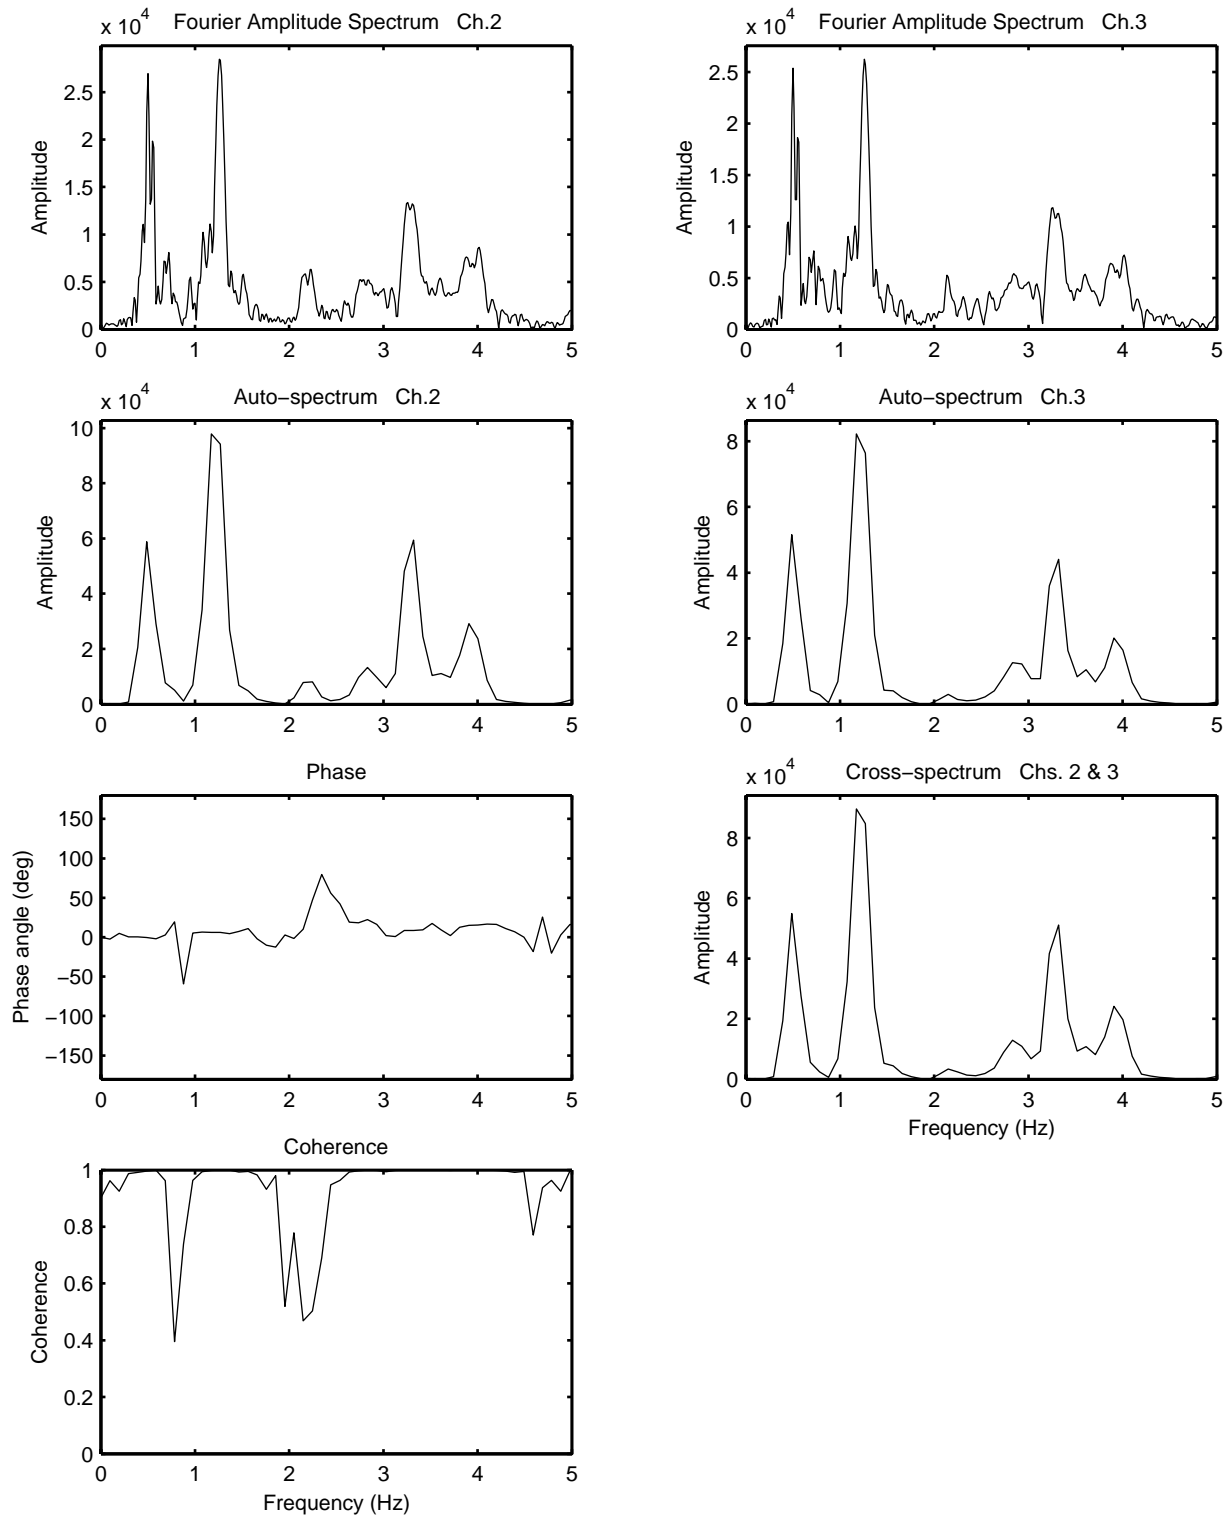 Fourier Amplitude Spectrum Ch.2
x 10^4
Amplitude
2.5
2
1.5
1
0.5
0
0 1 2 3 4 5
Fourier Amplitude Spectrum Ch.3
x 10^4
Amplitude
2.5
2
1.5
1
0.5
0
0 1 2 3 4 5
Auto−spectrum Ch.2
x 10^4
Amplitude
10
8
6
4
2
0
0 1 2 3 4 5
Auto−spectrum Ch.3
x 10^4
Amplitude
8
6
4
2
0
0 1 2 3 4 5
Phase
Phase angle (deg)
150
100
50
0
−50
−100
−150
0 1 2 3 4 5
Cross−spectrum Chs. 2 & 3
x 10^4
Amplitude
8
6
4
2
0
0 1 2 3 4 5
Frequency (Hz)
Coherence
Coherence
1
0.8
0.6
0.4
0.2
0
0 1 2 3 4 5
Frequency (Hz)